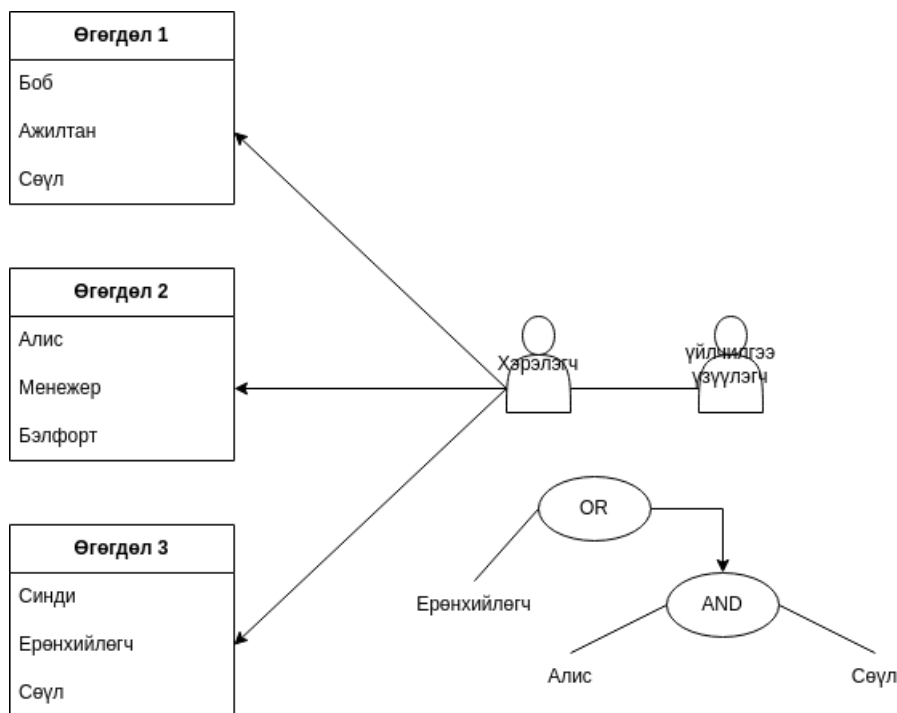 Өгөгдөл 1
Боб
Ажилтан
Сөүл
Өгөгдөл 2
Алис
Менежер
Бэлфорт
Өгөгдөл 3
Синди
Ерөнхийлөгч
Сөүл
Хэрэлэгч
үйлчилгээ
үзүүлэгч
OR
Ерөнхийлөгч
AND
Алис
Сөүл